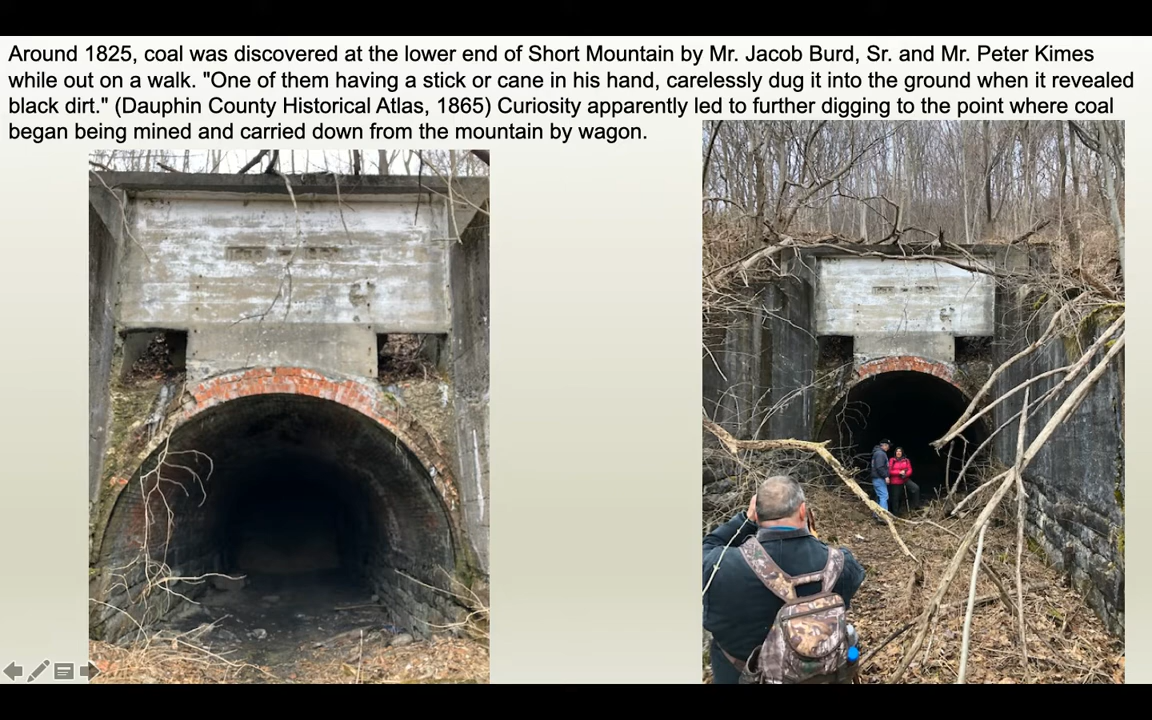 Around 1825, coal was discovered at the lower end of Short Mountain by Mr. Jacob Burd, Sr. and Mr. Peter Kimes
while out on a walk. "One of them having a stick or cane in his hand, carelessly dug it into the ground when it revealed
black dirt." (Dauphin County Historical Atlas, 1865) Curiosity apparently led to further digging to the point where coal
began being mined and carried down from the mountain by wagon.